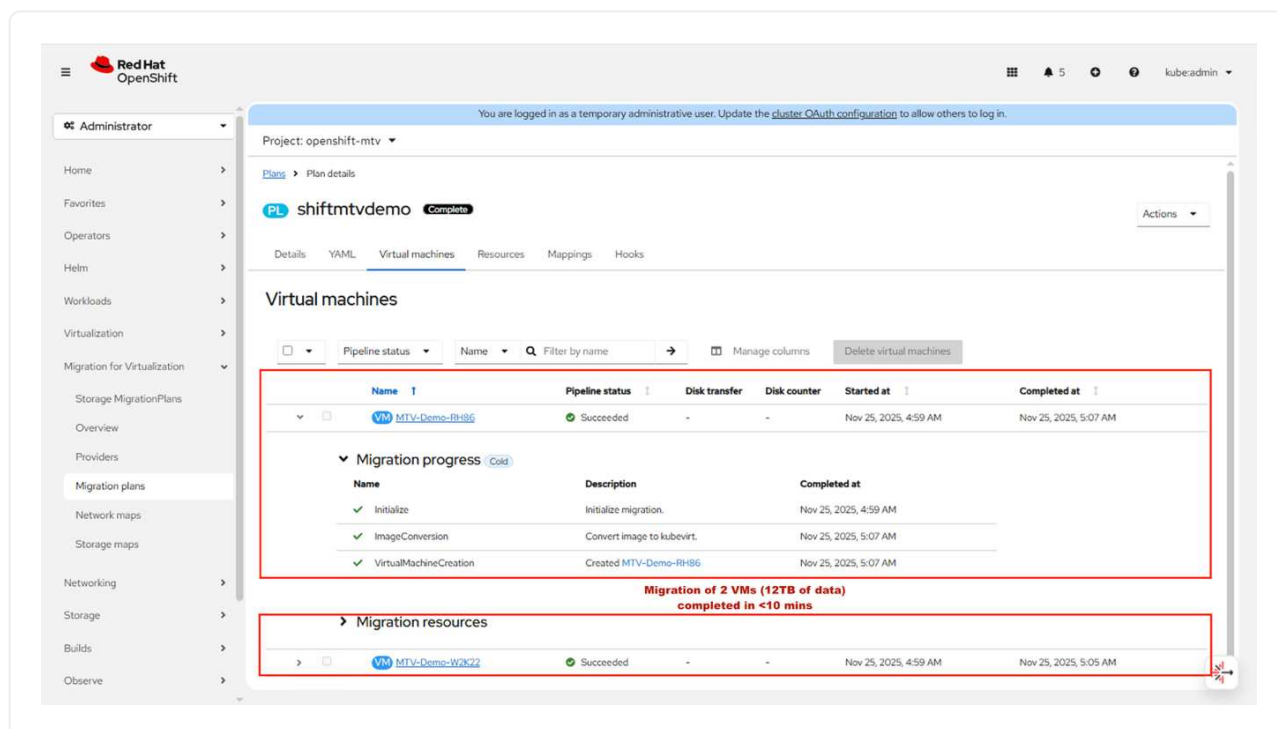 Red Hat
OpenShift
5
kube:admin
Administrator
You are logged in as a temporary administrative user. Update the cluster OAuth configuration to allow others to log in.
Project: openshift-mtv
Home
Favorites
Operators
Helm
Workloads
Virtualization
Migration for Virtualization
Storage MigrationPlans
Overview
Providers
Migration plans
Network maps
Storage maps
Networking
Storage
Builds
Observe
Plans > Plan details
PL shiftmtvdemo Complete
Actions
Details YAML Virtual machines Resources Mappings Hooks
Virtual machines
Pipeline status Name Filter by name Manage columns Delete virtual machines
Name Pipeline status Disk transfer Disk counter Started at Completed at
VM MTV-Demo-RH86 Succeeded - - Nov 25, 2025, 4:59 AM Nov 25, 2025, 5:07 AM
Migration progress Cold
Name Description Completed at
Initialize Initialize migration. Nov 25, 2025, 4:59 AM
ImageConversion Convert image to kubevirt. Nov 25, 2025, 5:07 AM
VirtualMachineCreation Created MTV-Demo-RH86 Nov 25, 2025, 5:07 AM
Migration of 2 VMs (12TB of data)
completed in <10 mins
Migration resources
VM MTV-Demo-W2K22 Succeeded - - Nov 25, 2025, 4:59 AM Nov 25, 2025, 5:05 AM